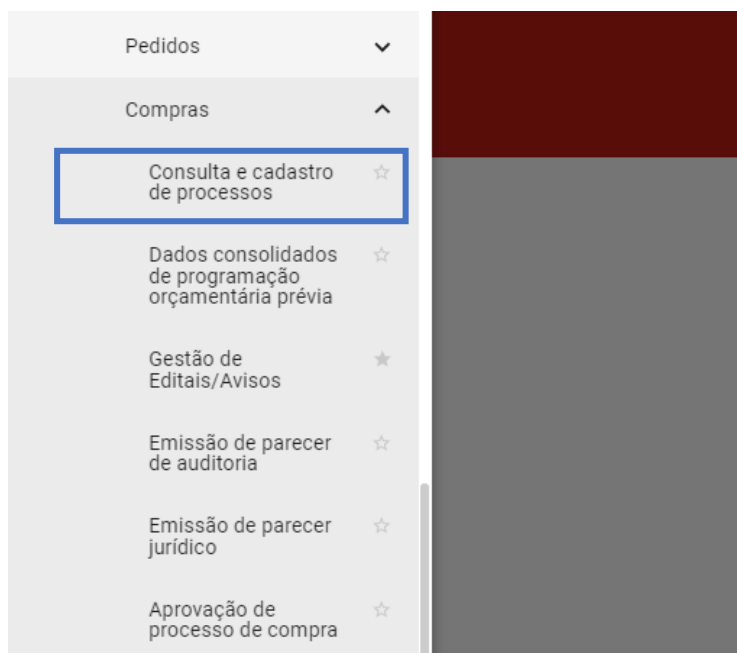 Pedidos
Compras
Consulta e cadastro
de processos
Dados consolidados
de programação
orçamentária prévia
Gestão de
Editais/Avisos
Emissão de parecer
de auditoria
Emissão de parecer
jurídico
Aprovação de
processo de compra